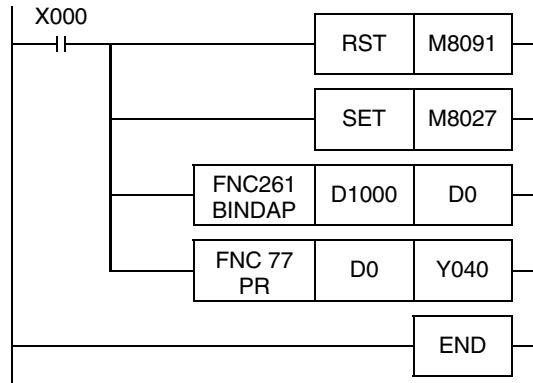 X000
RST M8091
SET M8027
FNC261
BINDAP D1000 D0
FNC 77
PR D0 Y040
END